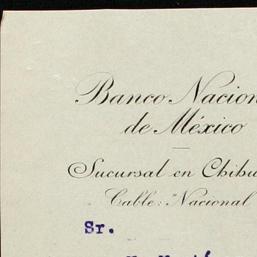 Banco Nacion
de México
Sucursal en Chihu
Cable: "Nacional
Sr.